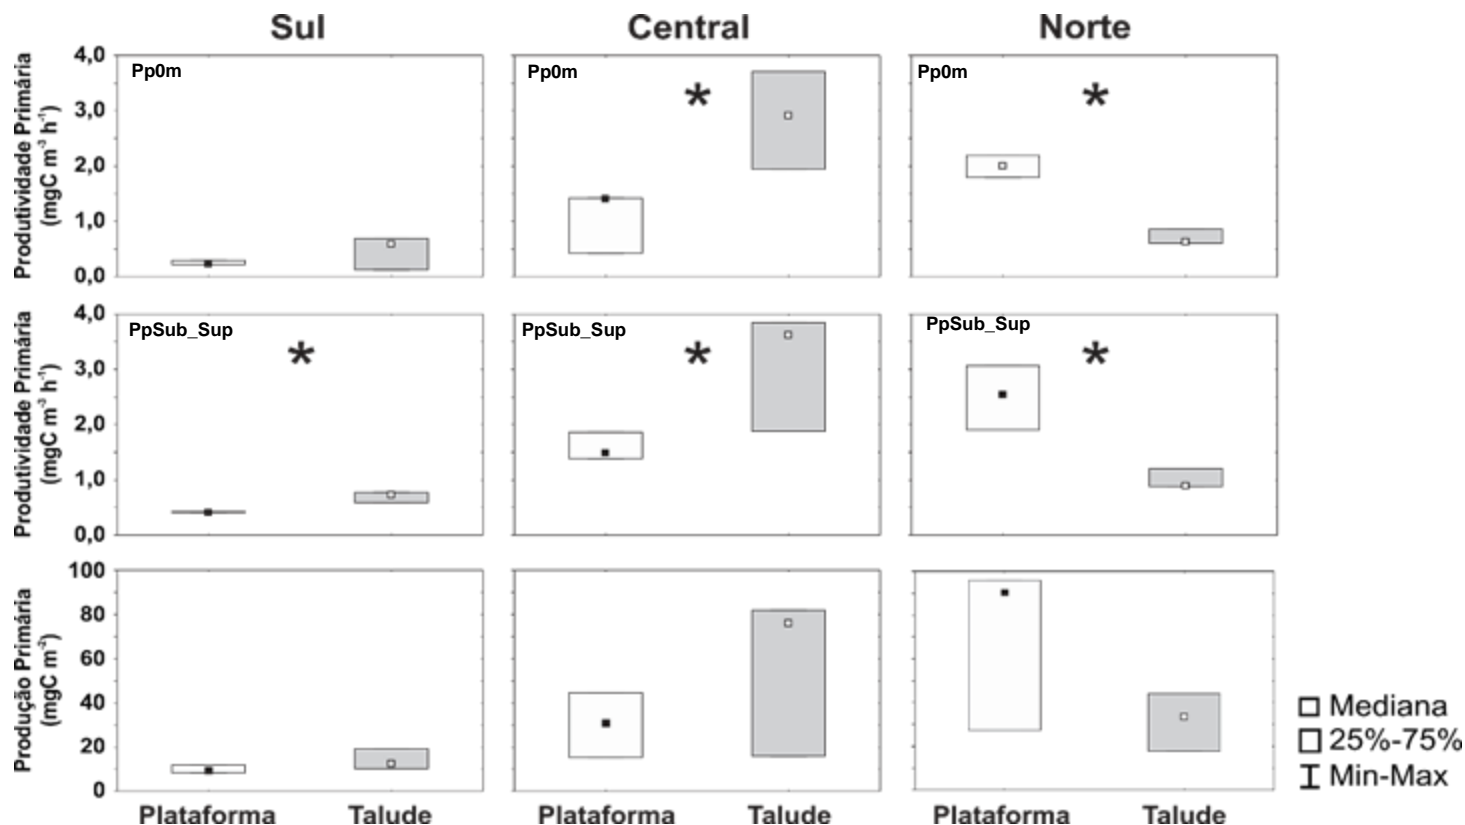 Sul Central Norte
Produtividade Primária
(mgC m⁻³ h⁻¹)
4,0
3,0
2,0
1,0
0,0
Pp0m
*
Pp0m
*
Pp0m
Produtividade Primária
(mgC m⁻³ h⁻¹)
4,0
3,0
2,0
1,0
0,0
PpSub_Sup
*
PpSub_Sup
*
PpSub_Sup
*
Produção Primária
(mgC m⁻²)
100
80
60
40
20
0
Plataforma Talude Plataforma Talude Plataforma Talude
Mediana
25%-75%
Min-Max